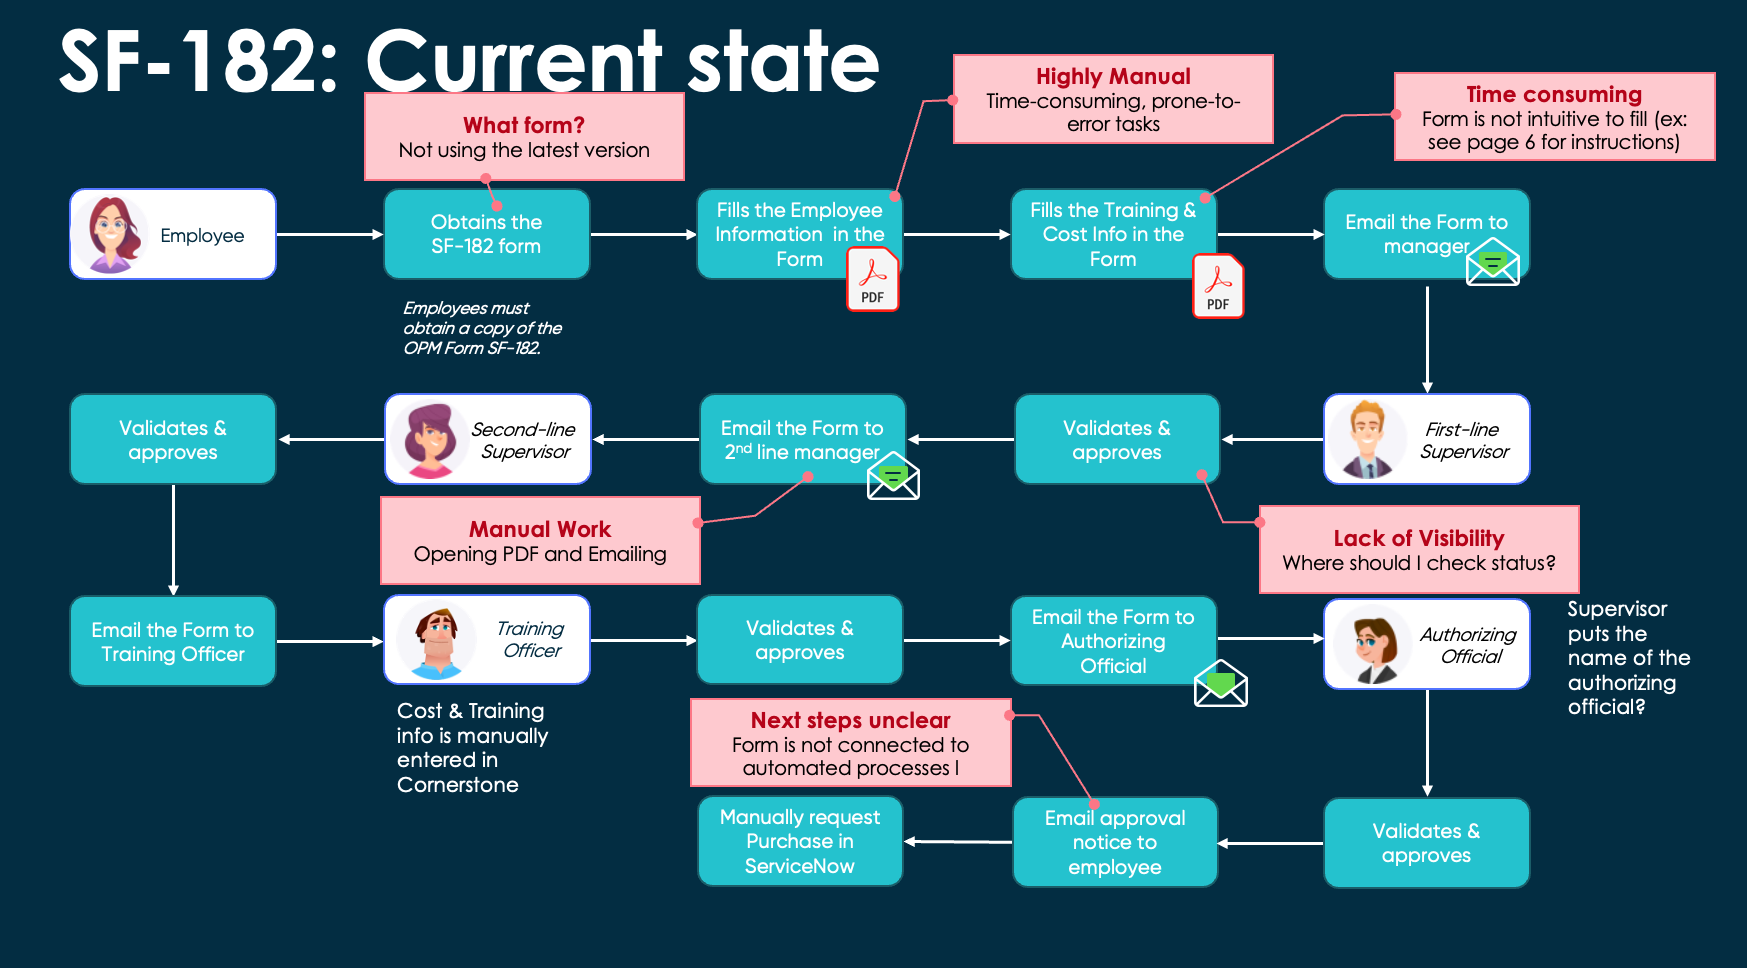 SF-182: Current state
What form?
Not using the latest version
Highly Manual
Time-consuming, prone-to-
error tasks
Time consuming
Form is not intuitive to fill (ex:
see page 6 for instructions)
Employee
Obtains the
SF-182 form
Fills the Employee
Information in the
Form
PDF
Fills the Training &
Cost Info in the
Form
PDF
Email the Form to
manager
Employees must
obtain a copy of the
OPM Form SF-182.
First-line
Supervisor
Validates &
approves
Email the Form to
2nd line manager
Second-line
Supervisor
Validates &
approves
Manual Work
Opening PDF and Emailing
Lack of Visibility
Where should I check status?
Email the Form to
Training Officer
Training
Officer
Validates &
approves
Email the Form to
Authorizing
Official
Authorizing
Official
Supervisor
puts the
name of the
authorizing
official?
Cost & Training
info is manually
entered in
Cornerstone
Next steps unclear
Form is not connected to
automated processes l
Validates &
approves
Email approval
notice to
employee
Manually request
Purchase in
ServiceNow